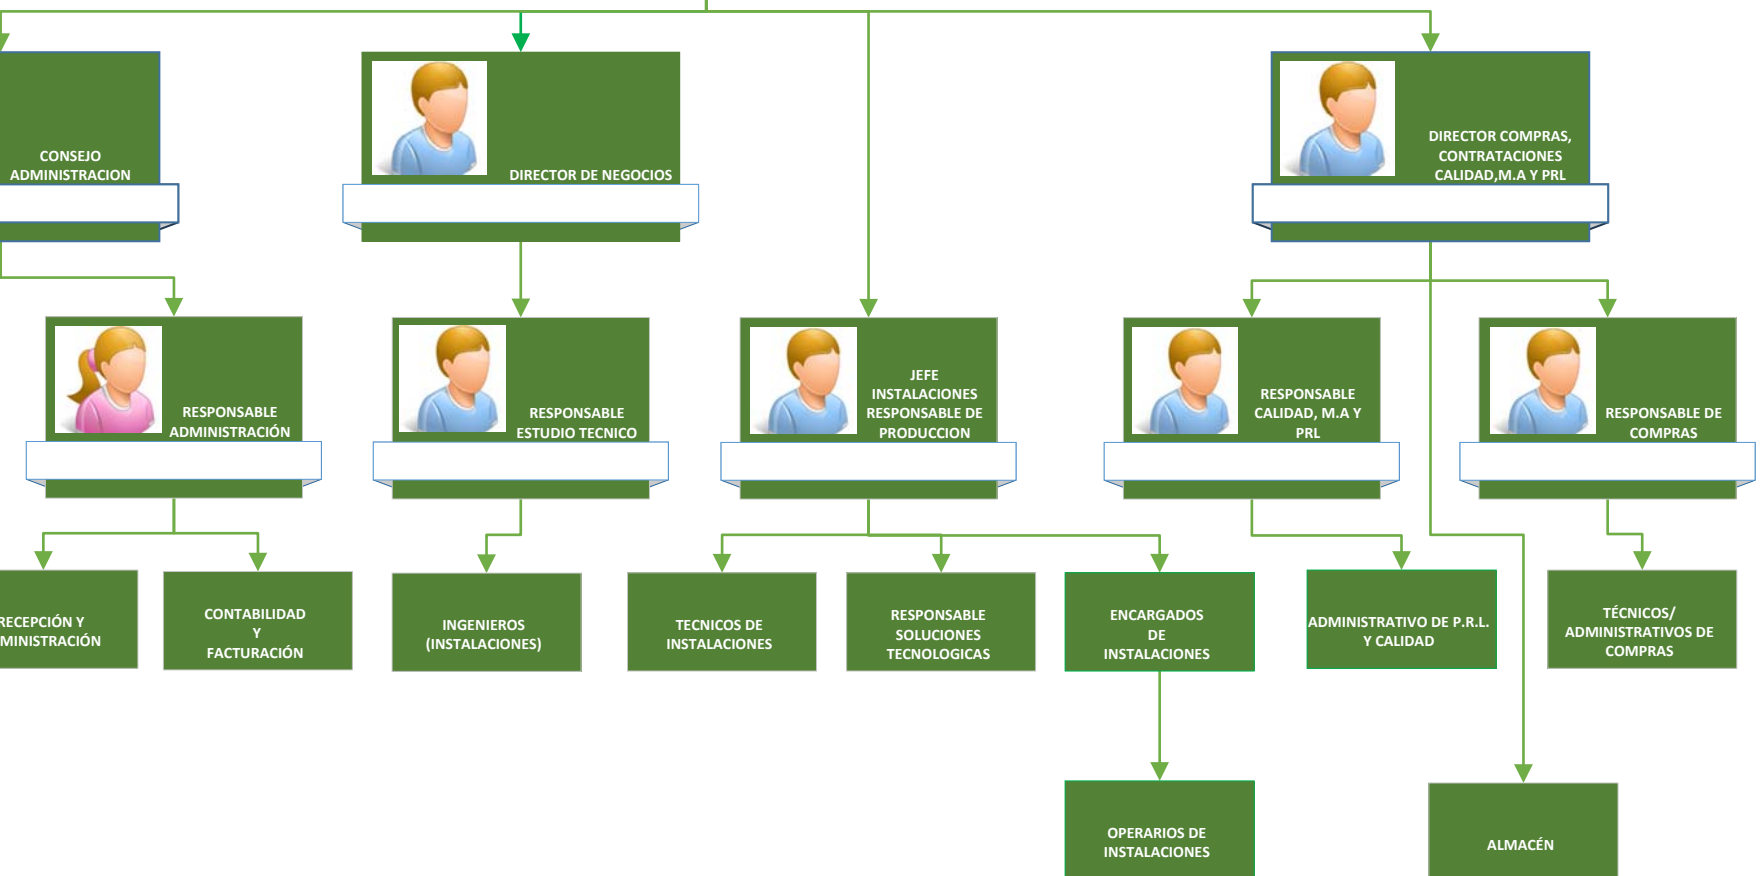 CONSEJO
ADMINISTRACION
DIRECTOR DE NEGOCIOS
DIRECTOR COMPRAS,
CONTRATACIONES
CALIDAD,M.A Y PRL
RESPONSABLE
ADMINISTRACIÓN
RESPONSABLE
ESTUDIO TECNICO
JEFE
INSTALACIONES
RESPONSABLE DE
PRODUCCION
RESPONSABLE
CALIDAD, M.A Y
PRL
RESPONSABLE DE
COMPRAS
RECEPCIÓN Y
MINISTRACIÓN
CONTABILIDAD
Y
FACTURACIÓN
INGENIEROS
(INSTALACIONES)
TECNICOS DE
INSTALACIONES
RESPONSABLE
SOLUCIONES
TECNOLOGICAS
ENCARGADOS
DE
INSTALACIONES
ADMINISTRATIVO DE P.R.L.
Y CALIDAD
TÉCNICOS/
ADMINISTRATIVOS DE
COMPRAS
OPERARIOS DE
INSTALACIONES
ALMACÉN